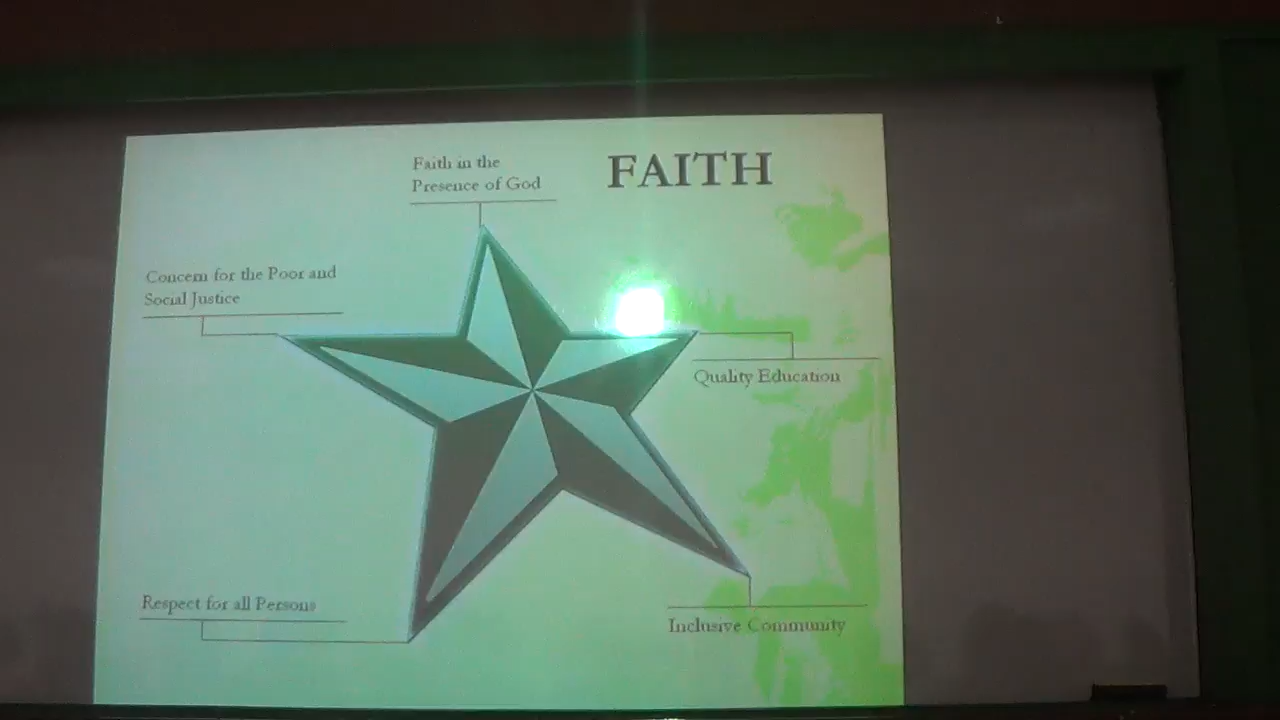 FAITH
Faith in the
Presence of God
Concern for the Poor and
Social Justice
Quality Education
Respect for all Persons
Inclusive Community